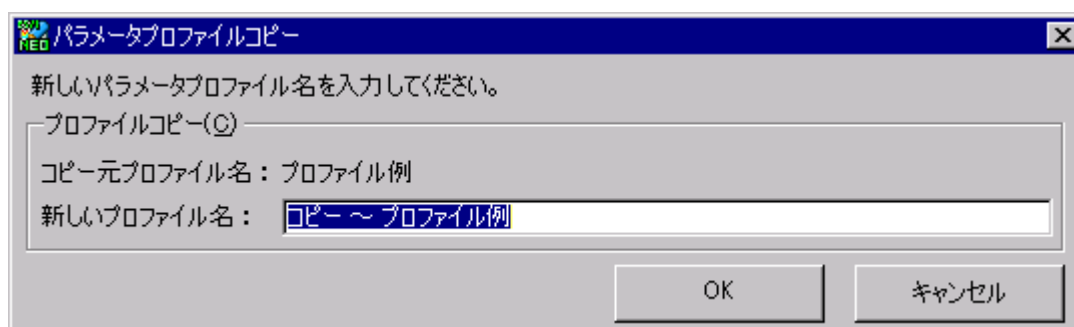 パラメータプロファイルコピー
新しいパラメータプロファイル名を入力してください。
プロファイルコピー(C)
コピー元プロファイル名： プロファイル例
新しいプロファイル名： コピー ～ プロファイル例
OK キャンセル